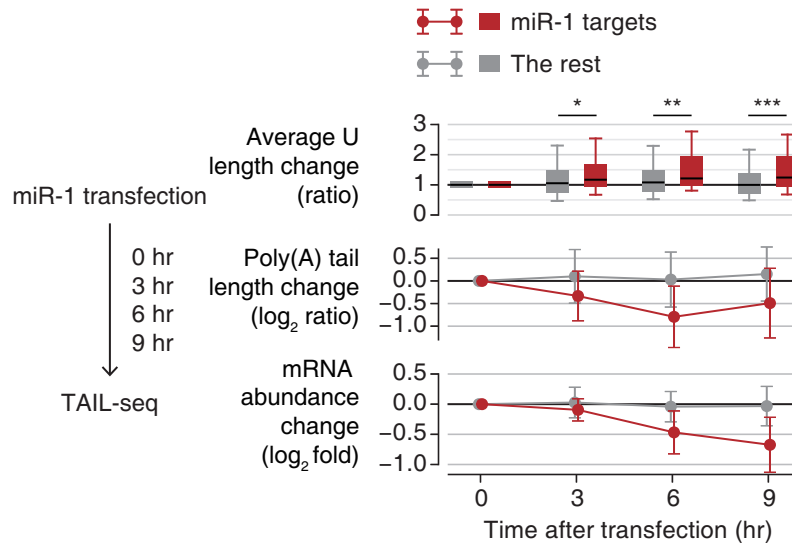 miR-1 targets
The rest
miR-1 transfection
0 hr
3 hr
6 hr
9 hr
TAIL-seq
Average U
length change
(ratio)
3
2
1
0
*
**
***
Poly(A) tail
length change
(log2 ratio)
0.5
0.0
−0.5
−1.0
mRNA
abundance
change
(log2 fold)
0.5
0.0
−0.5
−1.0
0 3 6 9
Time after transfection (hr)